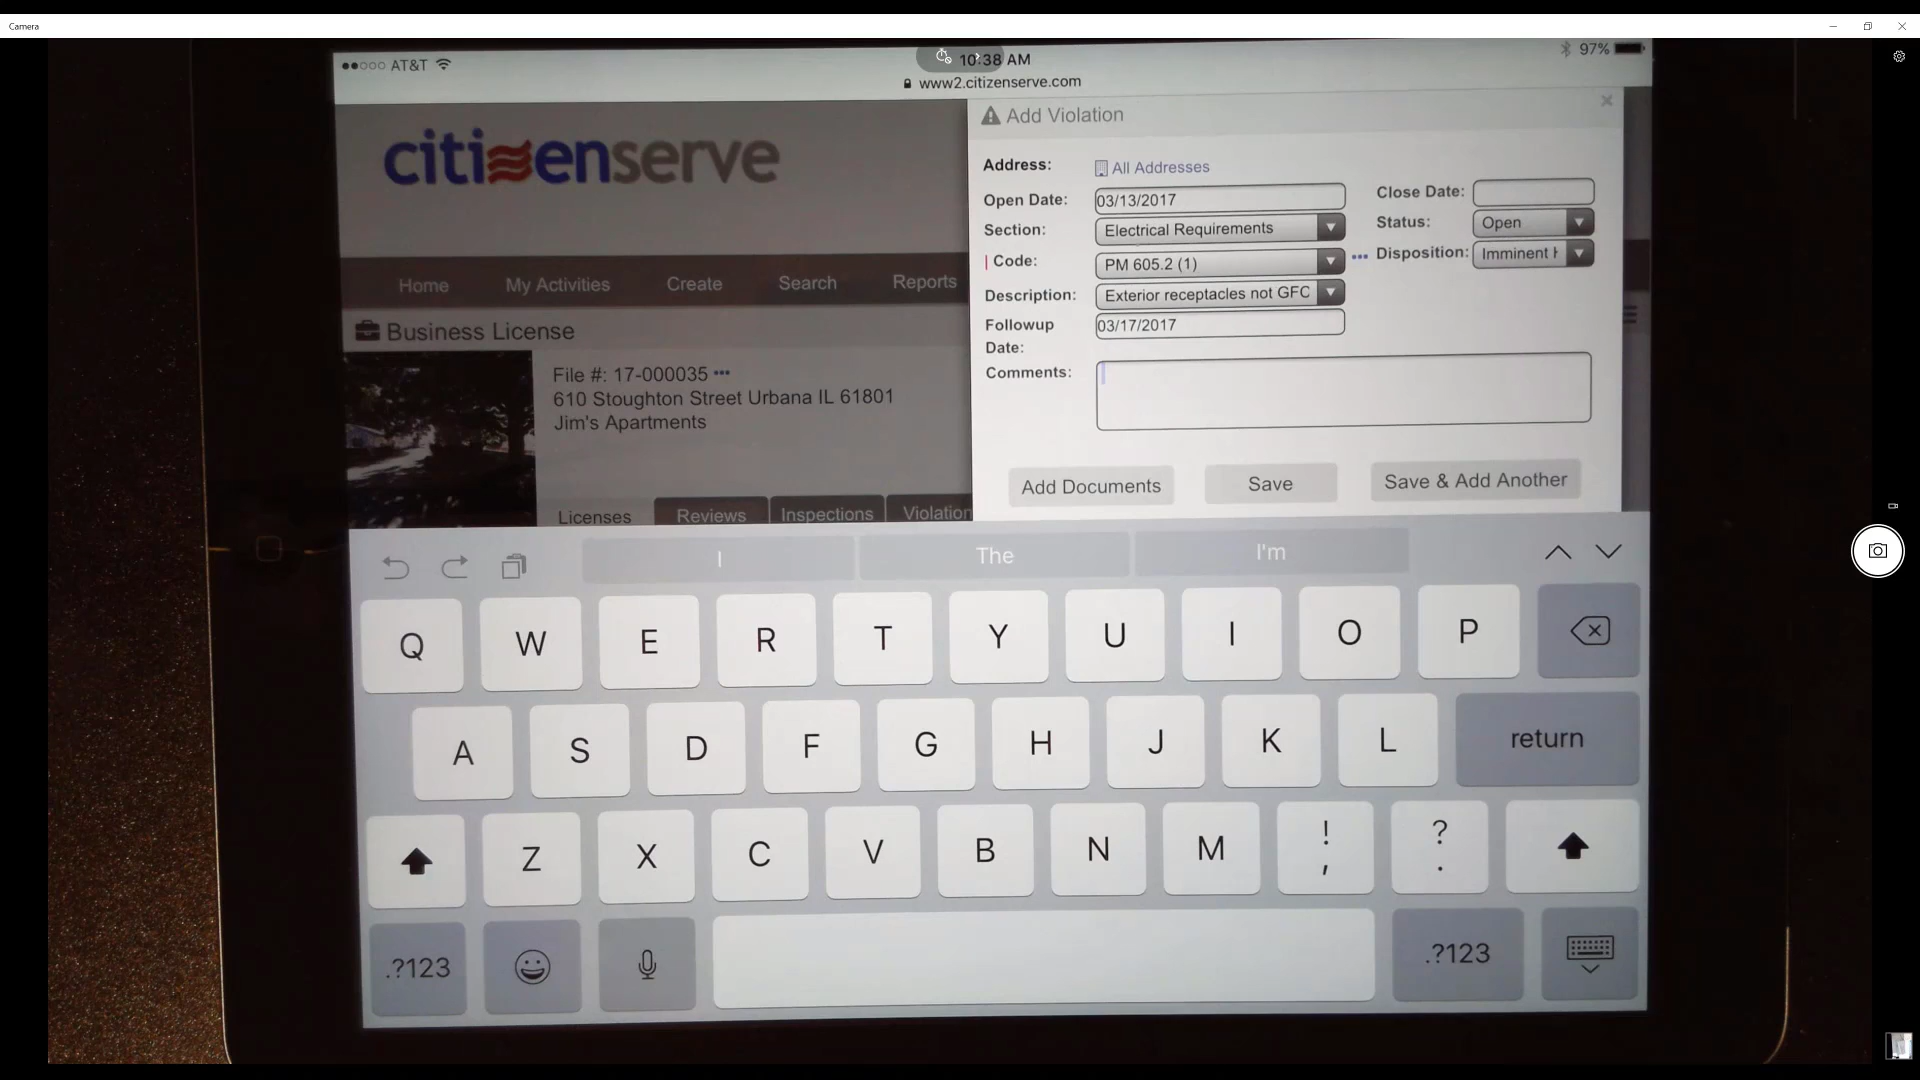 Camera
AT&T
10:38 AM
97%
www2.citizenserve.com
citizenserve
Home My Activities Create Search Reports
Business License
File #: 17-000035 •••
610 Stoughton Street Urbana IL 61801
Jim's Apartments
Licenses Reviews Inspections Violation
Add Violation
Address: All Addresses
Open Date: 03/13/2017 Close Date:
Section: Electrical Requirements Status: Open
Code: PM 605.2 (1) ••• Disposition: Imminent
Description: Exterior receptacles not GFC
Followup Date: 03/17/2017
Comments:
Add Documents Save Save & Add Another
I The I'm
Q W E R T Y U I O P
A S D F G H J K L return
Z X C V B N M ! , ? .
.?123 .?123